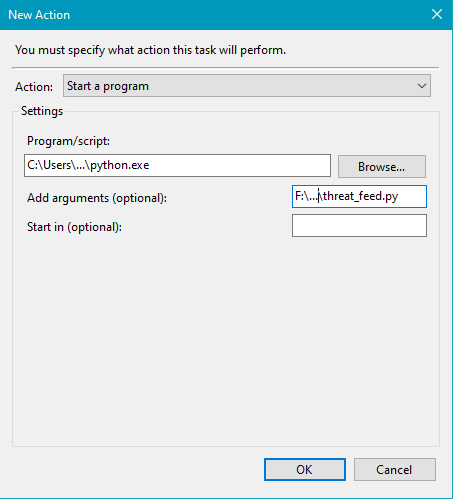 New Action
You must specify what action this task will perform.
Action: Start a program
Settings
Program/script:
C:\Users\...\python.exe Browse...
Add arguments (optional): F:\...\threat_feed.py
Start in (optional):
OK Cancel